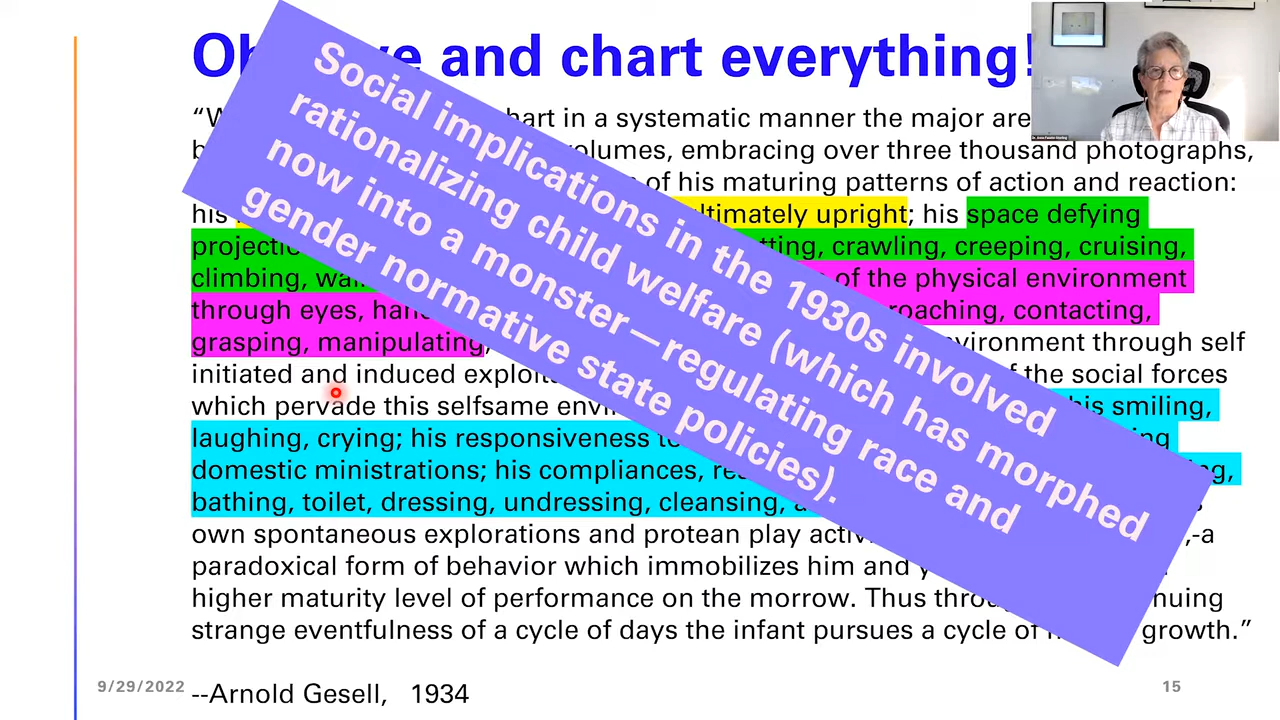 Ob ve and chart everything!
“W hart in a systematic manner the major are
b olumes, embracing over three thousand photographs,
of his maturing patterns of action and reaction:
his ltimately upright; his space defying
projectio tting, crawling, creeping, cruising,
climbing, wal of the physical environment
through eyes, han roaching, contacting,
grasping, manipulating, vironment through self
initiated and induced exploit f the social forces
which pervade this selfsame envi his smiling,
laughing, crying; his responsiveness to ng
domestic ministrations; his compliances, re ng,
bathing, toilet, dressing, undressing, cleansing, a
own spontaneous explorations and protean play activ ,-a
paradoxical form of behavior which immobilizes him and y
higher maturity level of performance on the morrow. Thus throu nuing
strange eventfulness of a cycle of days the infant pursues a cycle of growth.”
Social implications in the 1930s involved
rationalizing child welfare (which has morphed
now into a monster—regulating race and
gender normative state policies).
9/29/2022
--Arnold Gesell, 1934
15